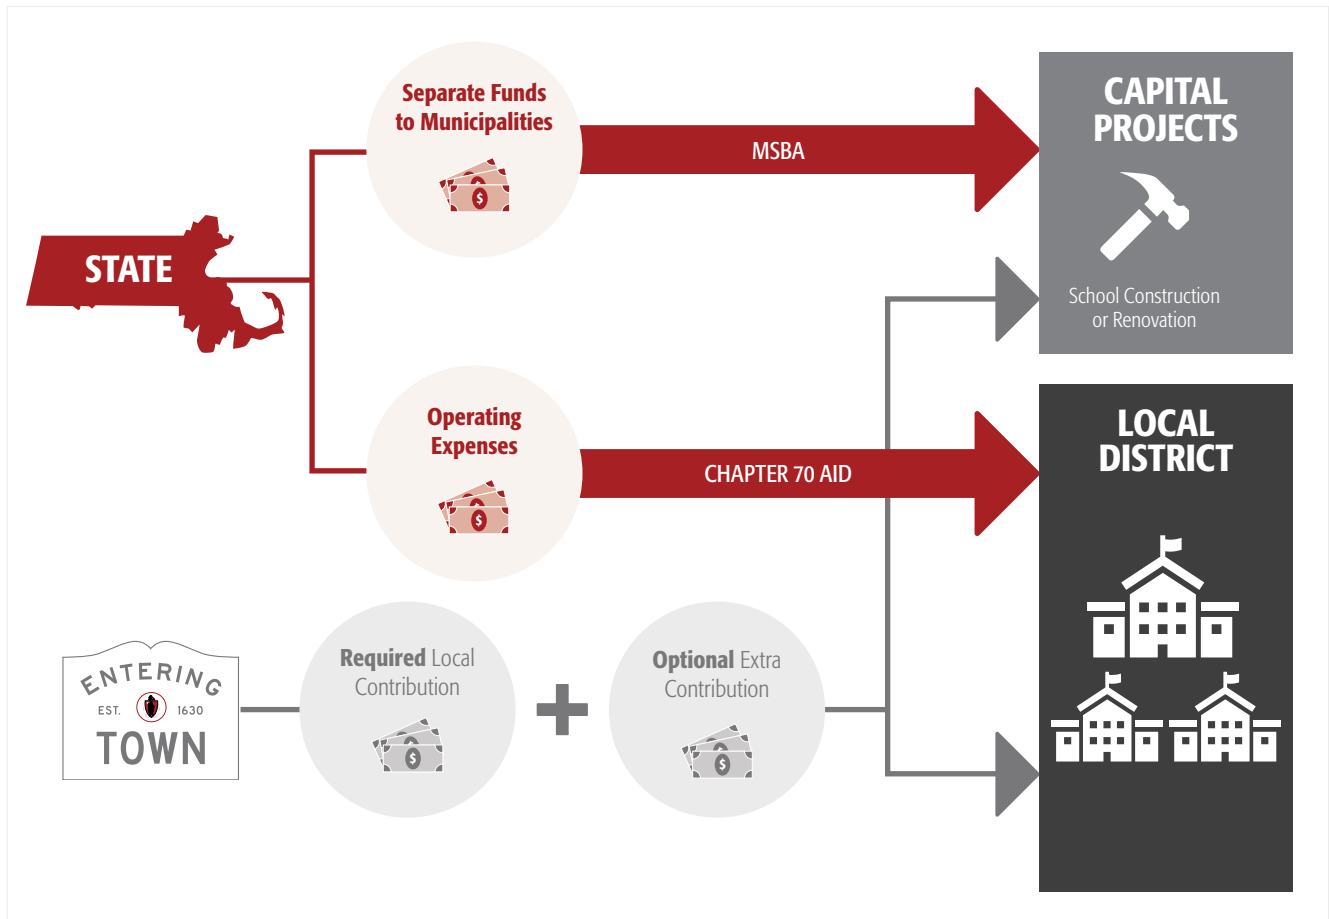 Separate Funds
to Municipalities
MSBA
CAPITAL
PROJECTS
School Construction
or Renovation
STATE
Operating
Expenses
CHAPTER 70 AID
LOCAL
DISTRICT
ENTERING
EST. 1630
TOWN
Required Local
Contribution
Optional Extra
Contribution
$
$
$
$